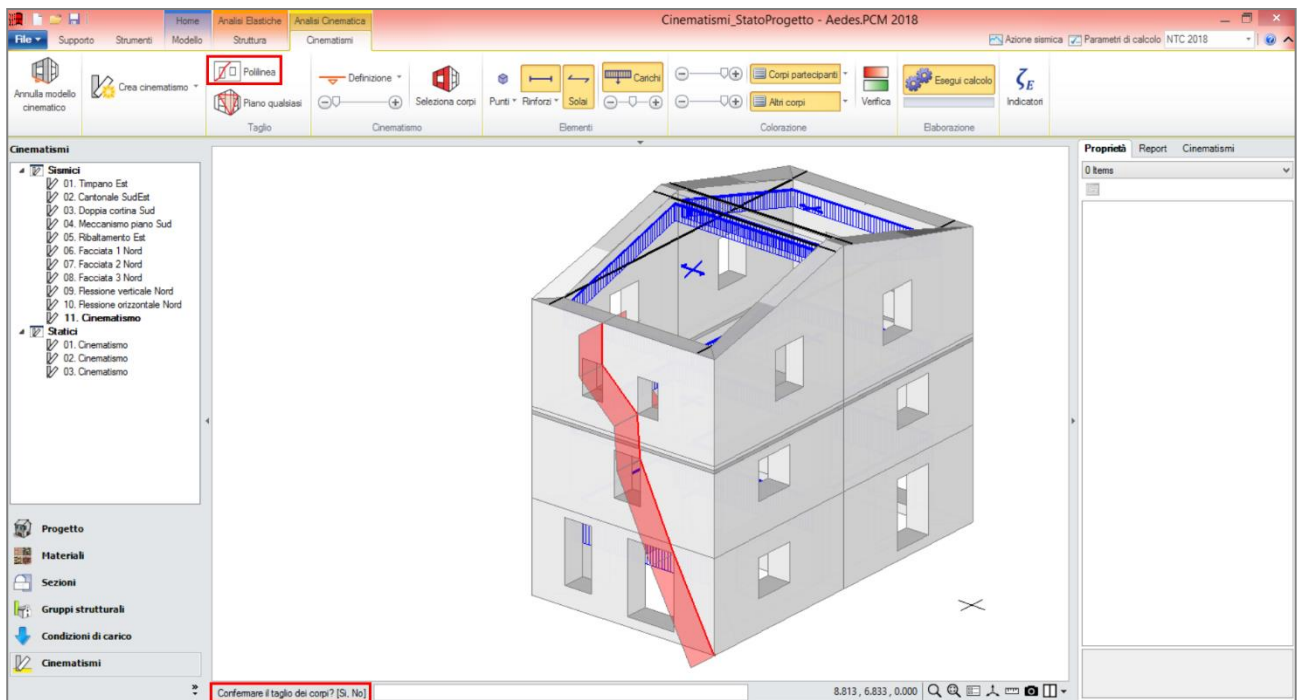 Home
Analisi Elastiche
Analisi Cinematica
Cinematismi_StatoProgetto - Aedes.PCM 2018
File
Supporto
Strumenti
Modello
Struttura
Cinematismi
Azione sismica
Parametri di calcolo
NTC 2018
Annulla modello
cinematico
Crea cinematismo
Polilinea
Piano qualsiasi
Taglio
Definizione
Seleziona corpi
Cinematismo
Punti
Rinforzi
Solai
Carichi
Elementi
Corpi partecipanti
Altri corpi
Verifica
Colorazione
Esegui calcolo
Elaborazione
ζE
Indicatori
Cinematismi
Sismici
01. Timpano Est
02. Cantonale SudEst
03. Doppia cortina Sud
04. Meccanismo piano Sud
05. Ribaltamento Est
06. Facciata 1 Nord
07. Facciata 2 Nord
08. Facciata 3 Nord
09. Flessione verticale Nord
10. Flessione orizzontale Nord
11. Cinematismo
Statici
01. Cinematismo
02. Cinematismo
03. Cinematismo
Progetto
Materiali
Sezioni
Gruppi strutturali
Condizioni di carico
Cinematismi
Proprietà
Report
Cinematismi
0 Items
Confermare il taglio dei corpi? [Si, No]
8.813 , 6.833 , 0.000